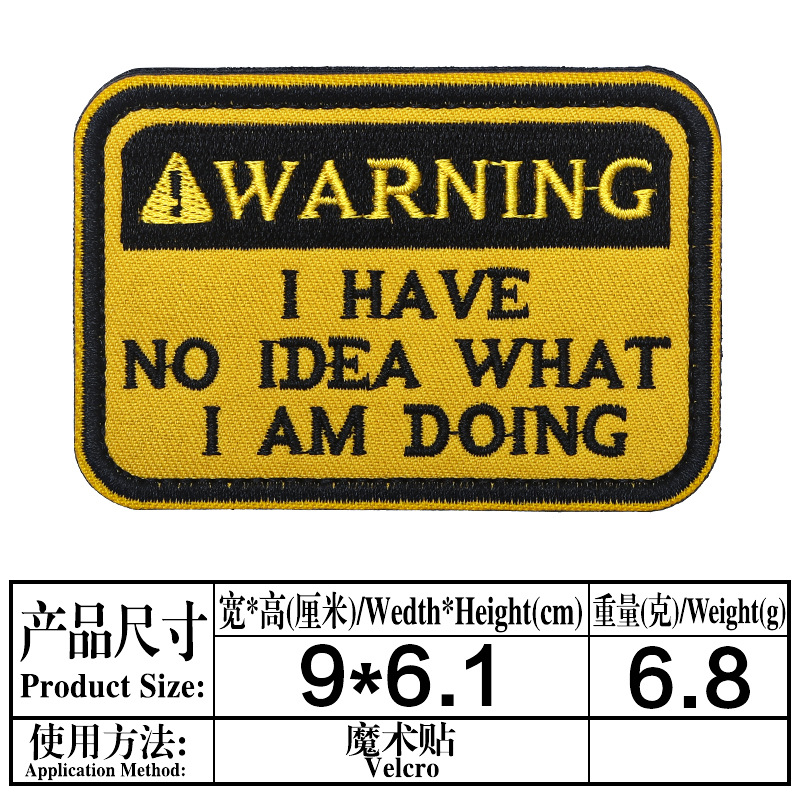 WARNING
I HAVE
NO IDEA WHAT
I AM DOING
产品尺寸
Product Size:
宽*高(厘米)/Wedth*Height(cm)
重量(克)/Weight(g)
9*6.1
6.8
使用方法:
Application Method:
魔术贴
Velcro